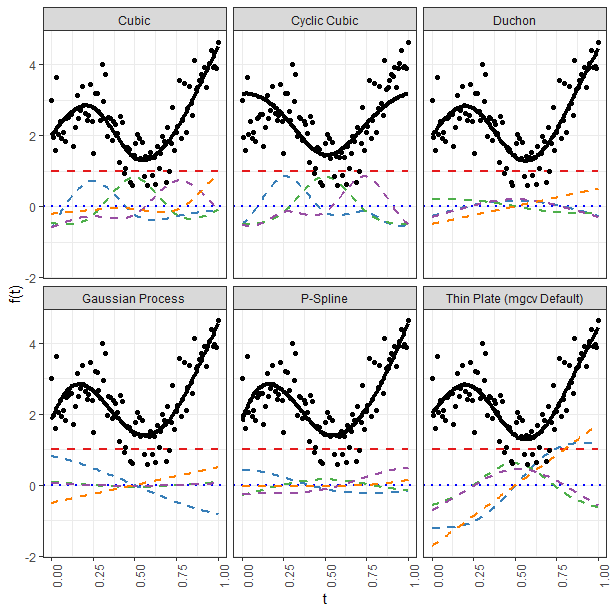 Cubic
Cyclic Cubic
Duchon
4
2
0
-2
Gaussian Process
P-Spline
Thin Plate (mgcv Default)
4
2
0
-2
f(t)
0.00 0.25 0.50 0.75 1.00
0.00 0.25 0.50 0.75 1.00
0.00 0.25 0.50 0.75 1.00
t